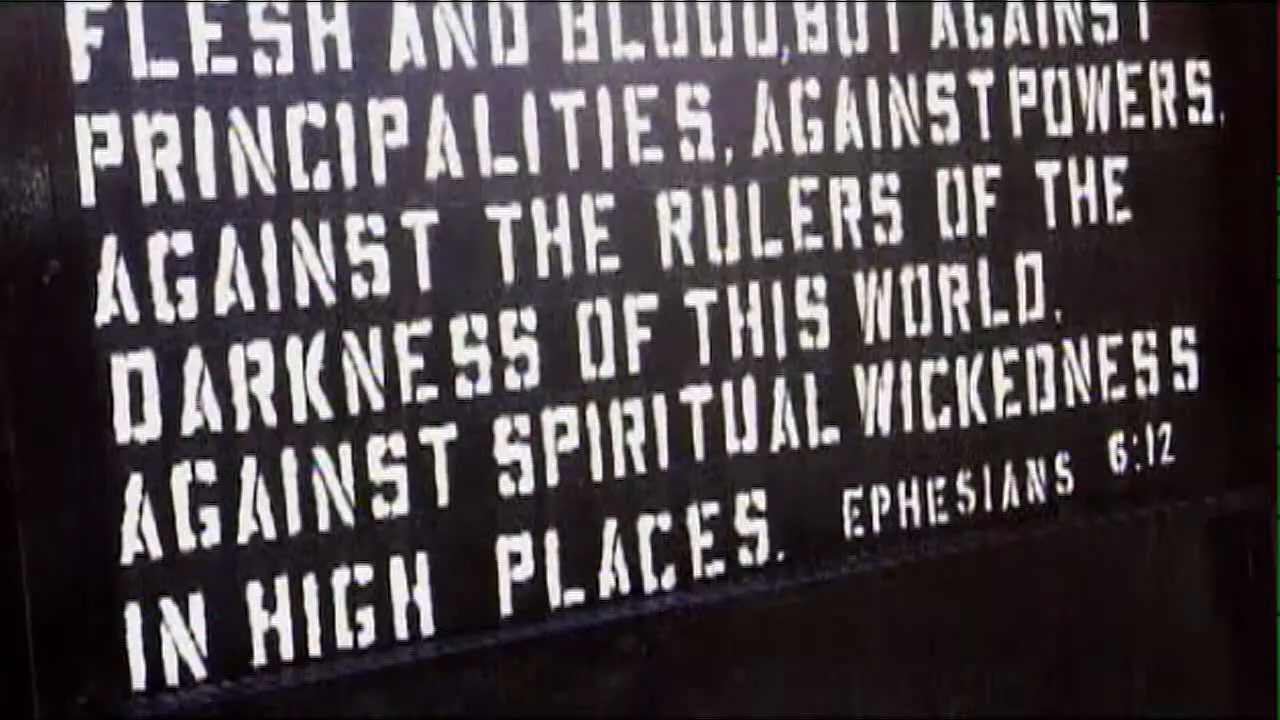 FLESH AND BLOOD, BUT AGAINST
PRINCIPALITIES, AGAINST POWERS,
AGAINST THE RULERS OF THE
DARKNESS OF THIS WORLD,
AGAINST SPIRITUAL WICKEDNESS
IN HIGH PLACES. EPHESIANS 6:12